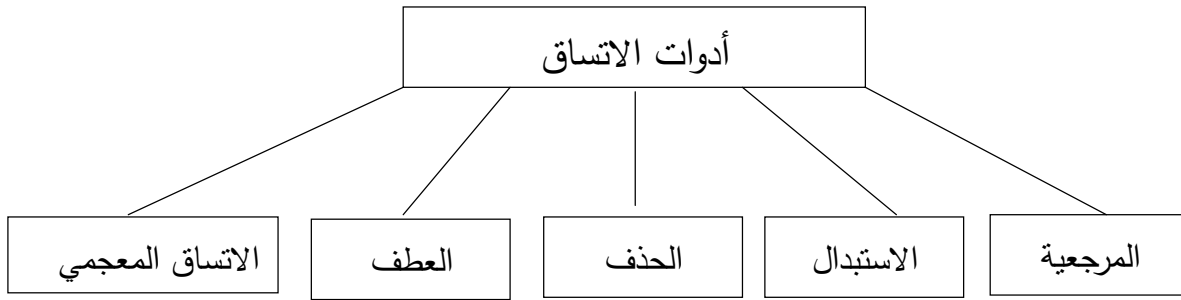 أدوات الاتساق
المرجعية
الاستبدال
الحذف
العطف
الاتساق المعجمي